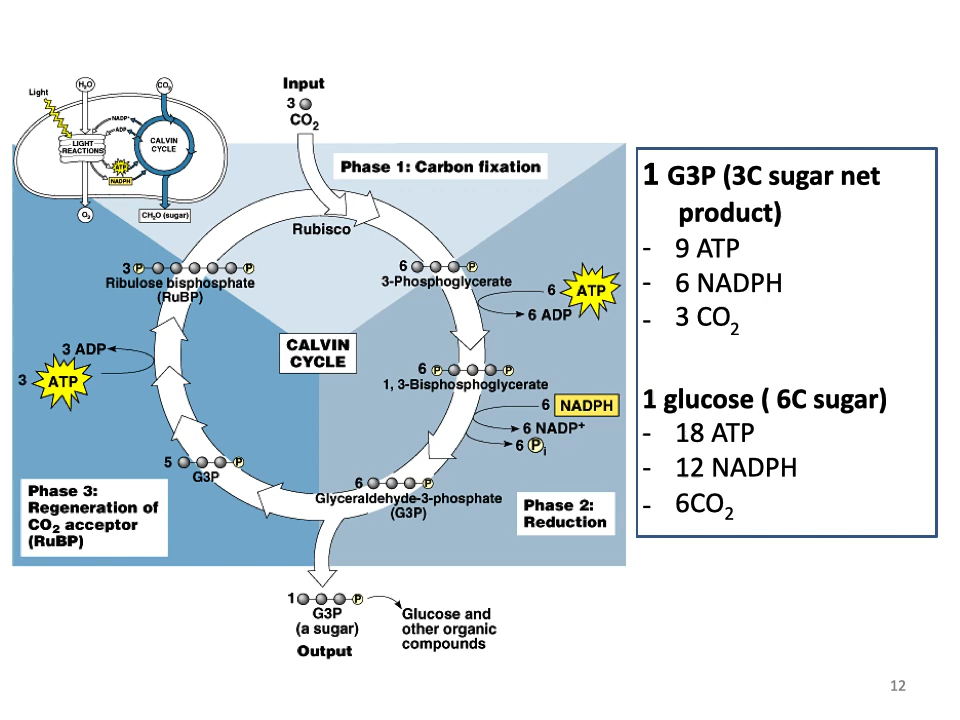 Input
3
CO2
Light
H2O
CO2
NADP+
ADP
LIGHT
REACTIONS
CALVIN
CYCLE
ATP
NADPH
O2
CH2O (sugar)
Phase 1: Carbon fixation
Rubisco
3 P P
Ribulose bisphosphate
(RuBP)
6 P
3-Phosphoglycerate
6 ATP
6 ADP
CALVIN
CYCLE
3 ADP
3 ATP
6 P P
1, 3-Bisphosphoglycerate
6 NADPH
6 NADP+
6 Pi
5 P
G3P
6 P
Glyceraldehyde-3-phosphate
(G3P)
Phase 3:
Regeneration of
CO2 acceptor
(RuBP)
Phase 2:
Reduction
1 P
G3P
(a sugar)
Output
Glucose and
other organic
compounds
1 G3P (3C sugar net
product)
- 9 ATP
- 6 NADPH
- 3 CO2
1 glucose ( 6C sugar)
- 18 ATP
- 12 NADPH
- 6CO2
12